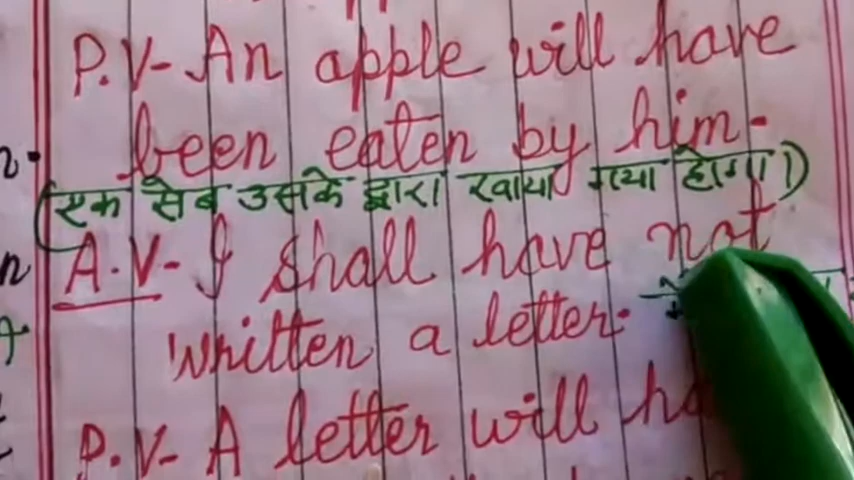 P.V- An apple will have
been eaten by him.
(एक सेब उसके द्वारा खाया गया होगा।)
A.V- I shall have not
written a letter.
P.V- A letter will